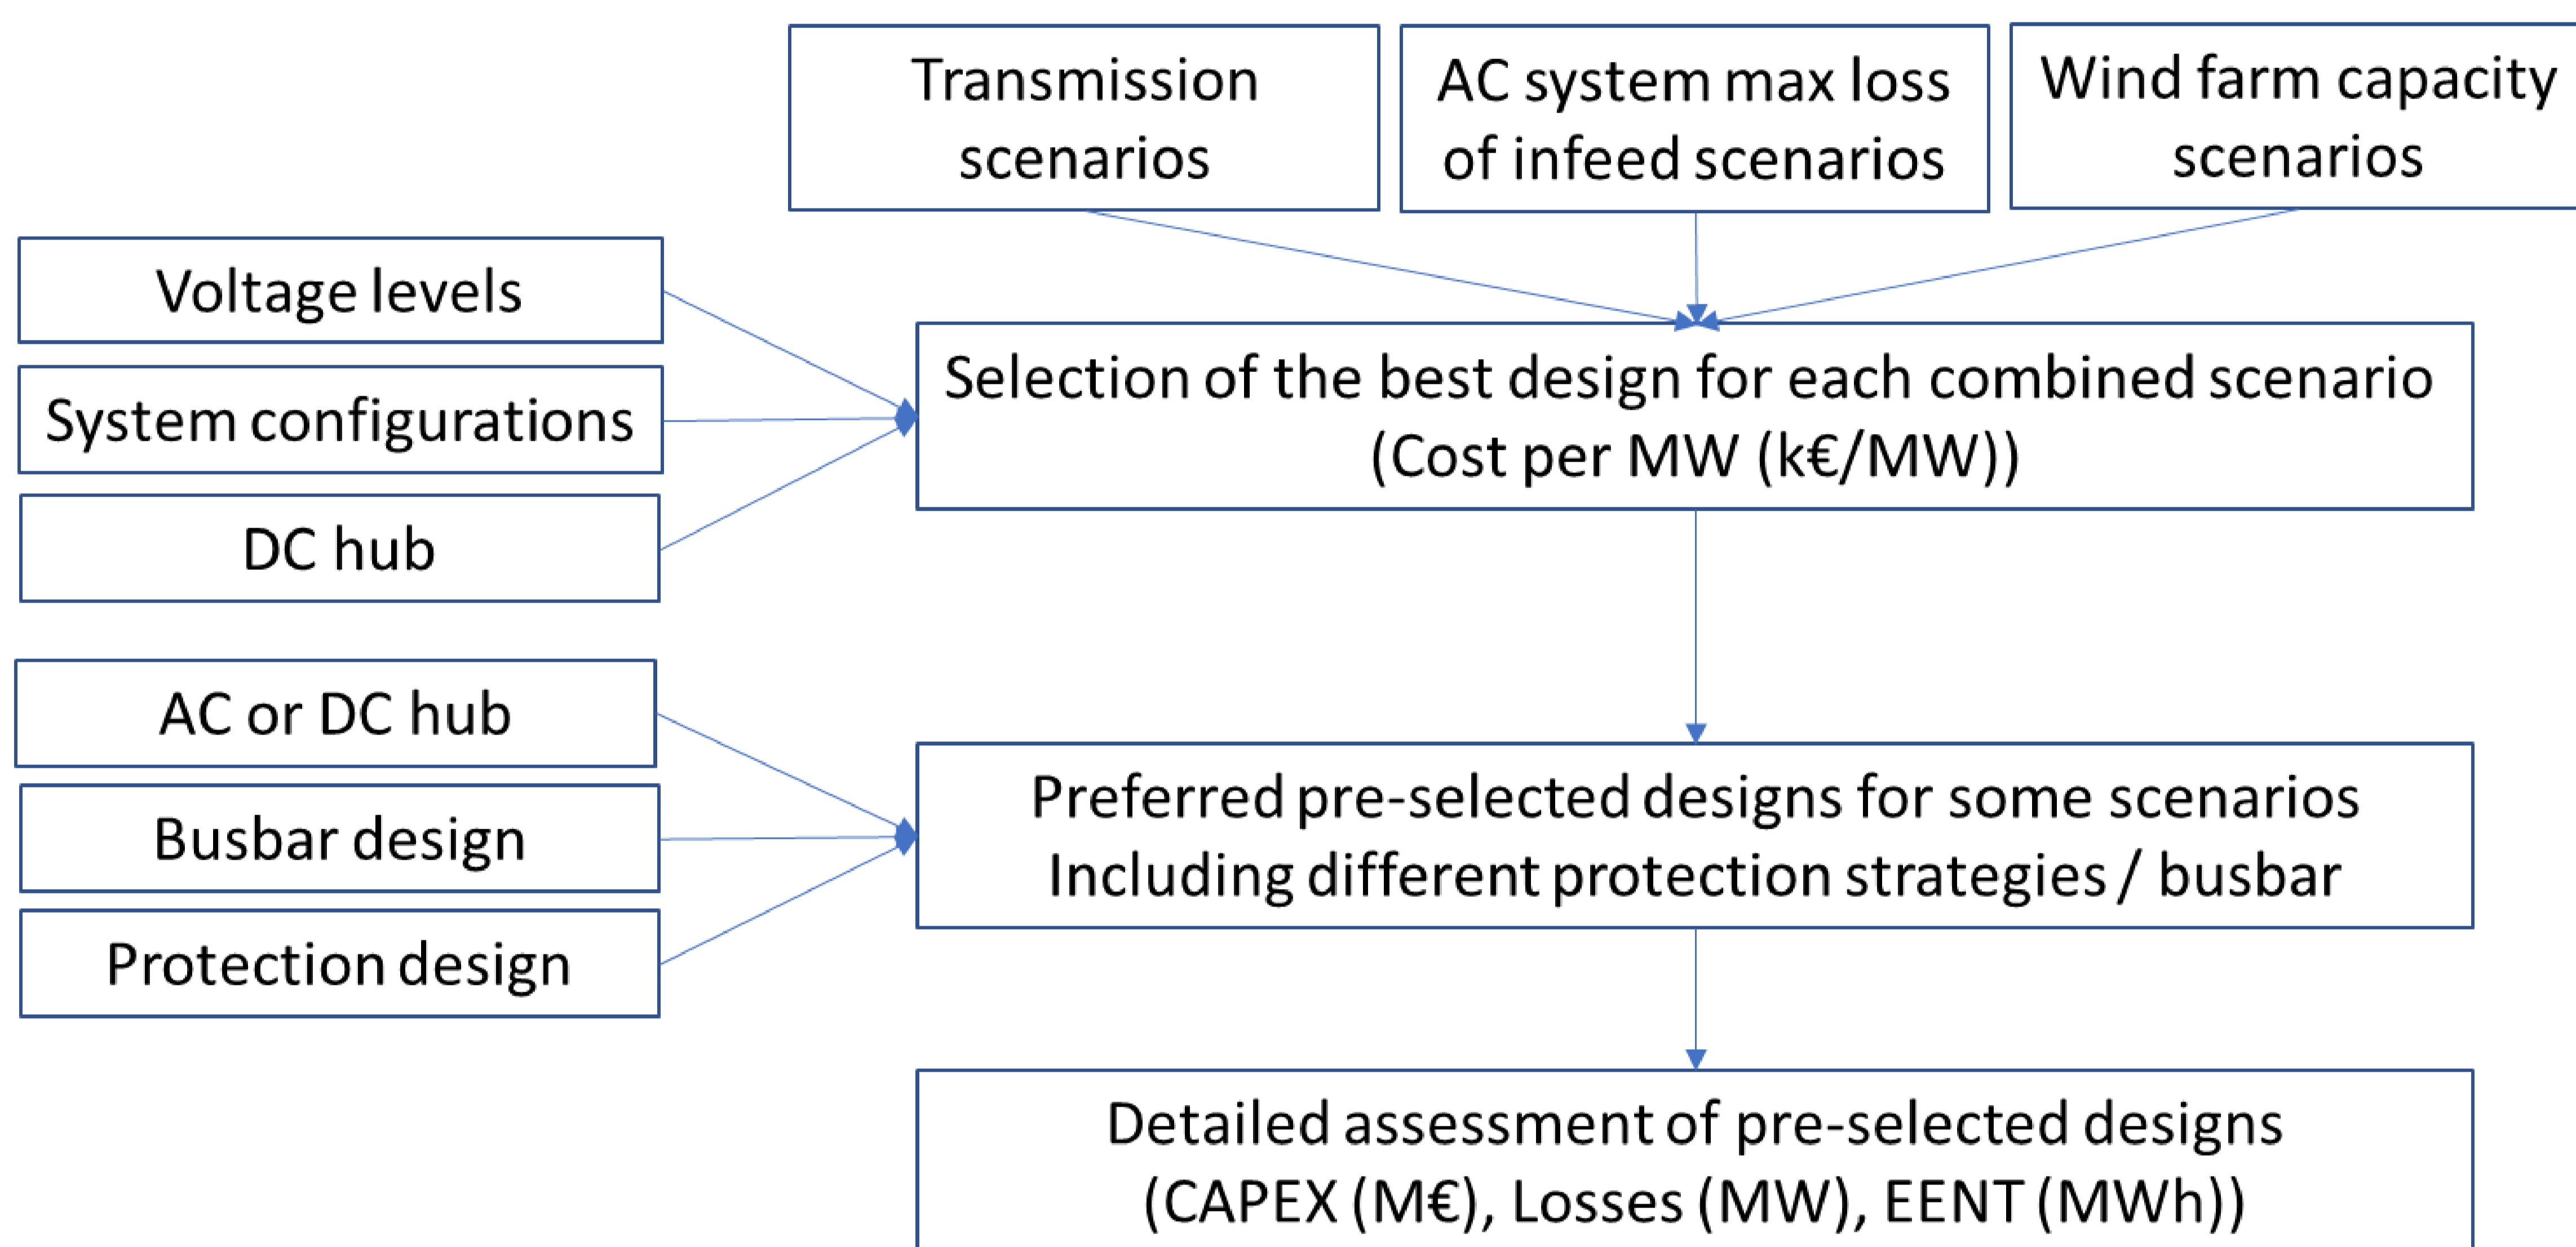 Transmission
scenarios
AC system max loss
of infeed scenarios
Wind farm capacity
scenarios
Voltage levels
System configurations
DC hub
Selection of the best design for each combined scenario
(Cost per MW (k€/MW))
AC or DC hub
Busbar design
Protection design
Preferred pre-selected designs for some scenarios
Including different protection strategies / busbar
Detailed assessment of pre-selected designs
(CAPEX (M€), Losses (MW), EENT (MWh))